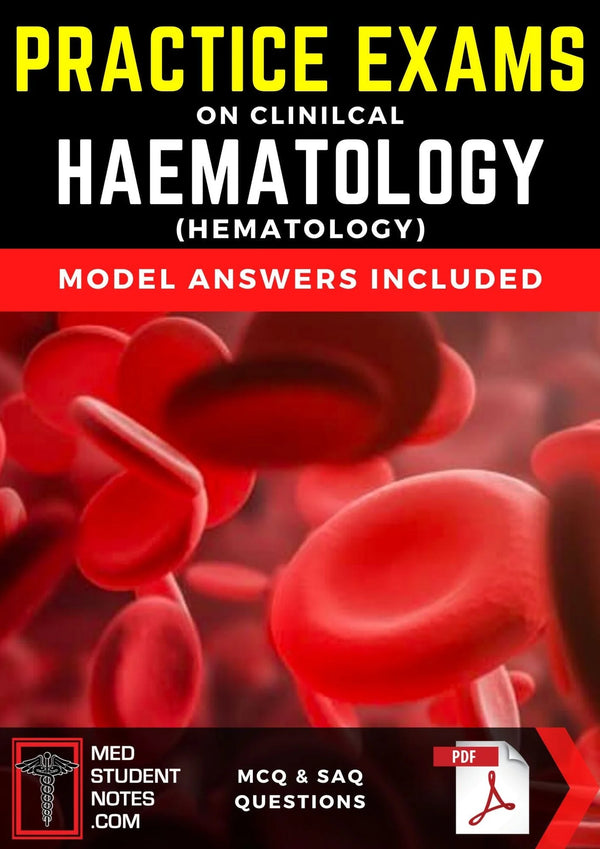 PRACTICE EXAMS
ON CLINILCAL
HAEMATOLOGY
(HEMATOLOGY)
MODEL ANSWERS INCLUDED
MED
STUDENT
NOTES
.COM
MCQ & SAQ
QUESTIONS
PDF